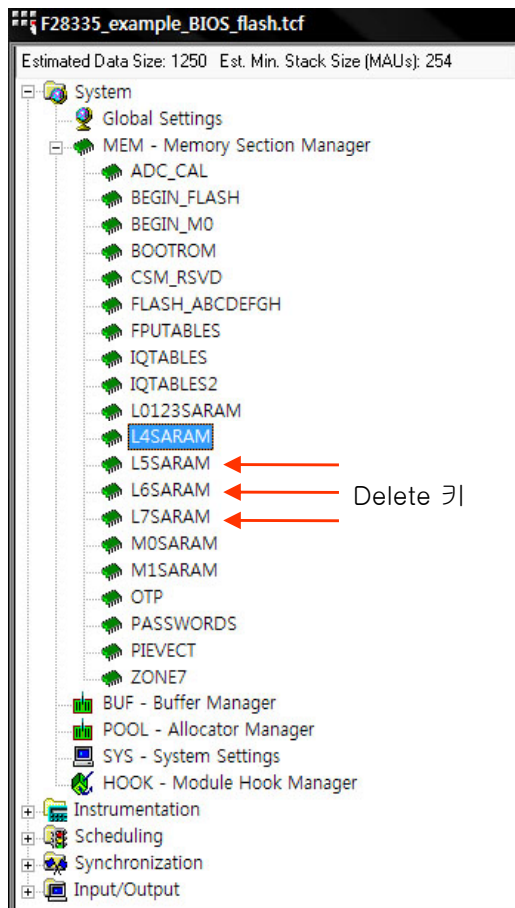 F28335_example_BIOS_flash.tcf
Estimated Data Size: 1250 Est. Min. Stack Size (MAUs): 254
System
Global Settings
MEM - Memory Section Manager
ADC_CAL
BEGIN_FLASH
BEGIN_M0
BOOTROM
CSM_RSVD
FLASH_ABCDEFGH
FPUTABLES
IQTABLES
IQTABLES2
L0123SARAM
L4SARAM
L5SARAM
L6SARAM Delete 키
L7SARAM
M0SARAM
M1SARAM
OTP
PASSWORDS
PIEVECT
ZONE7
BUF - Buffer Manager
POOL - Allocator Manager
SYS - System Settings
HOOK - Module Hook Manager
Instrumentation
Scheduling
Synchronization
Input/Output